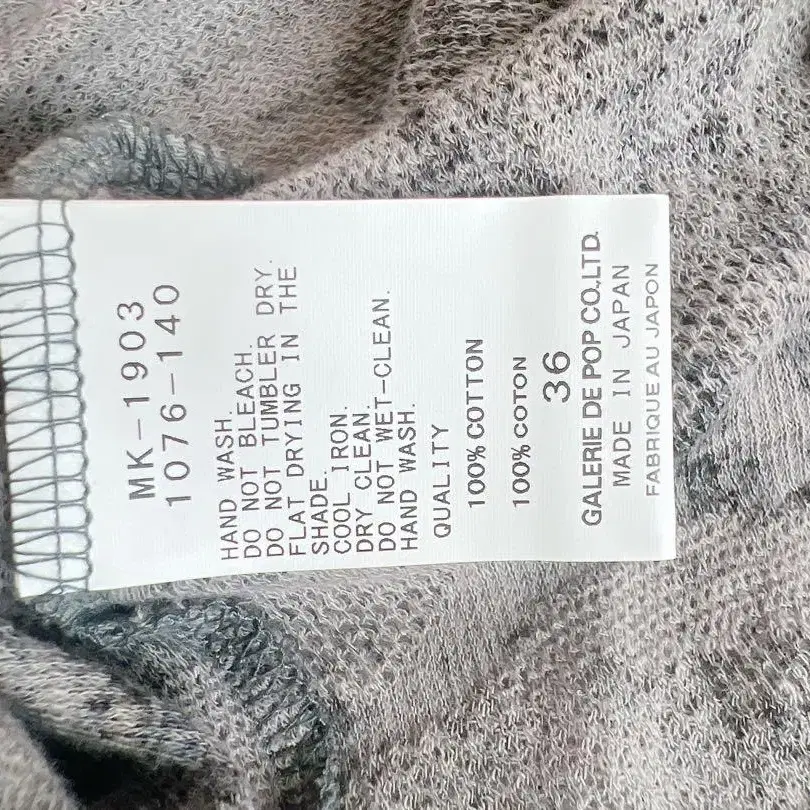 MK-1903
1076-140
HAND WASH.
DO NOT BLEACH.
DO NOT TUMBLER DRY.
FLAT DRYING IN THE
SHADE.
COOL IRON.
DRY CLEAN.
DO NOT WET-CLEAN.
HAND WASH.
QUALITY
100% COTTON
100% COTON
36
GALERIE DE POP CO.,LTD.
MADE IN JAPAN
FABRIQUE AU JAPON